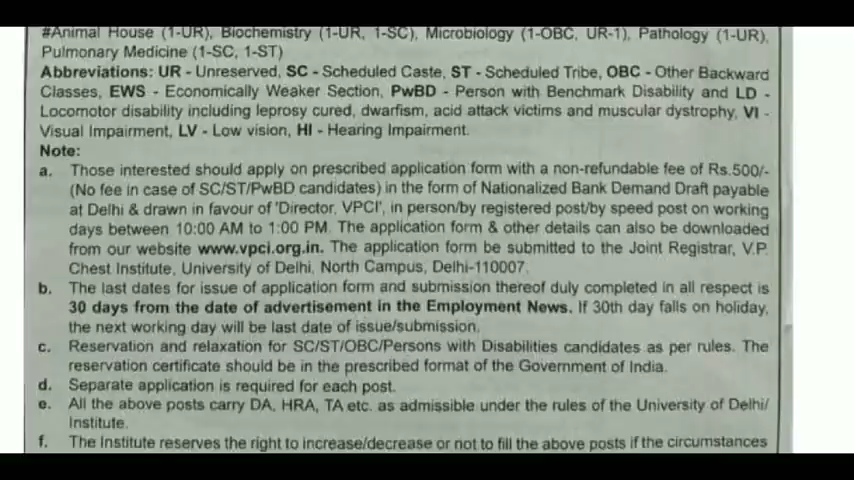 #Animal House (1-UR), Biochemistry (1-UR, 1-SC), Microbiology (1-OBC, UR-1), Pathology (1-UR),
Pulmonary Medicine (1-SC, 1-ST)
Abbreviations: UR - Unreserved, SC - Scheduled Caste, ST - Scheduled Tribe, OBC - Other Backward
Classes, EWS - Economically Weaker Section, PwBD - Person with Benchmark Disability and LD -
Locomotor disability including leprosy cured, dwarfism, acid attack victims and muscular dystrophy, VI -
Visual Impairment, LV - Low vision, HI - Hearing Impairment.
Note:
a. Those interested should apply on prescribed application form with a non-refundable fee of Rs.500/-
(No fee in case of SC/ST/PwBD candidates) in the form of Nationalized Bank Demand Draft payable
at Delhi & drawn in favour of 'Director, VPCI', in person/by registered post/by speed post on working
days between 10:00 AM to 1:00 PM. The application form & other details can also be downloaded
from our website www.vpci.org.in. The application form be submitted to the Joint Registrar, V.P.
Chest Institute, University of Delhi, North Campus, Delhi-110007.
b. The last dates for issue of application form and submission thereof duly completed in all respect is
30 days from the date of advertisement in the Employment News. If 30th day falls on holiday,
the next working day will be last date of issue/submission.
c. Reservation and relaxation for SC/ST/OBC/Persons with Disabilities candidates as per rules. The
reservation certificate should be in the prescribed format of the Government of India.
d. Separate application is required for each post.
e. All the above posts carry DA, HRA, TA etc. as admissible under the rules of the University of Delhi/
Institute.
f. The Institute reserves the right to increase/decrease or not to fill the above posts if the circumstances